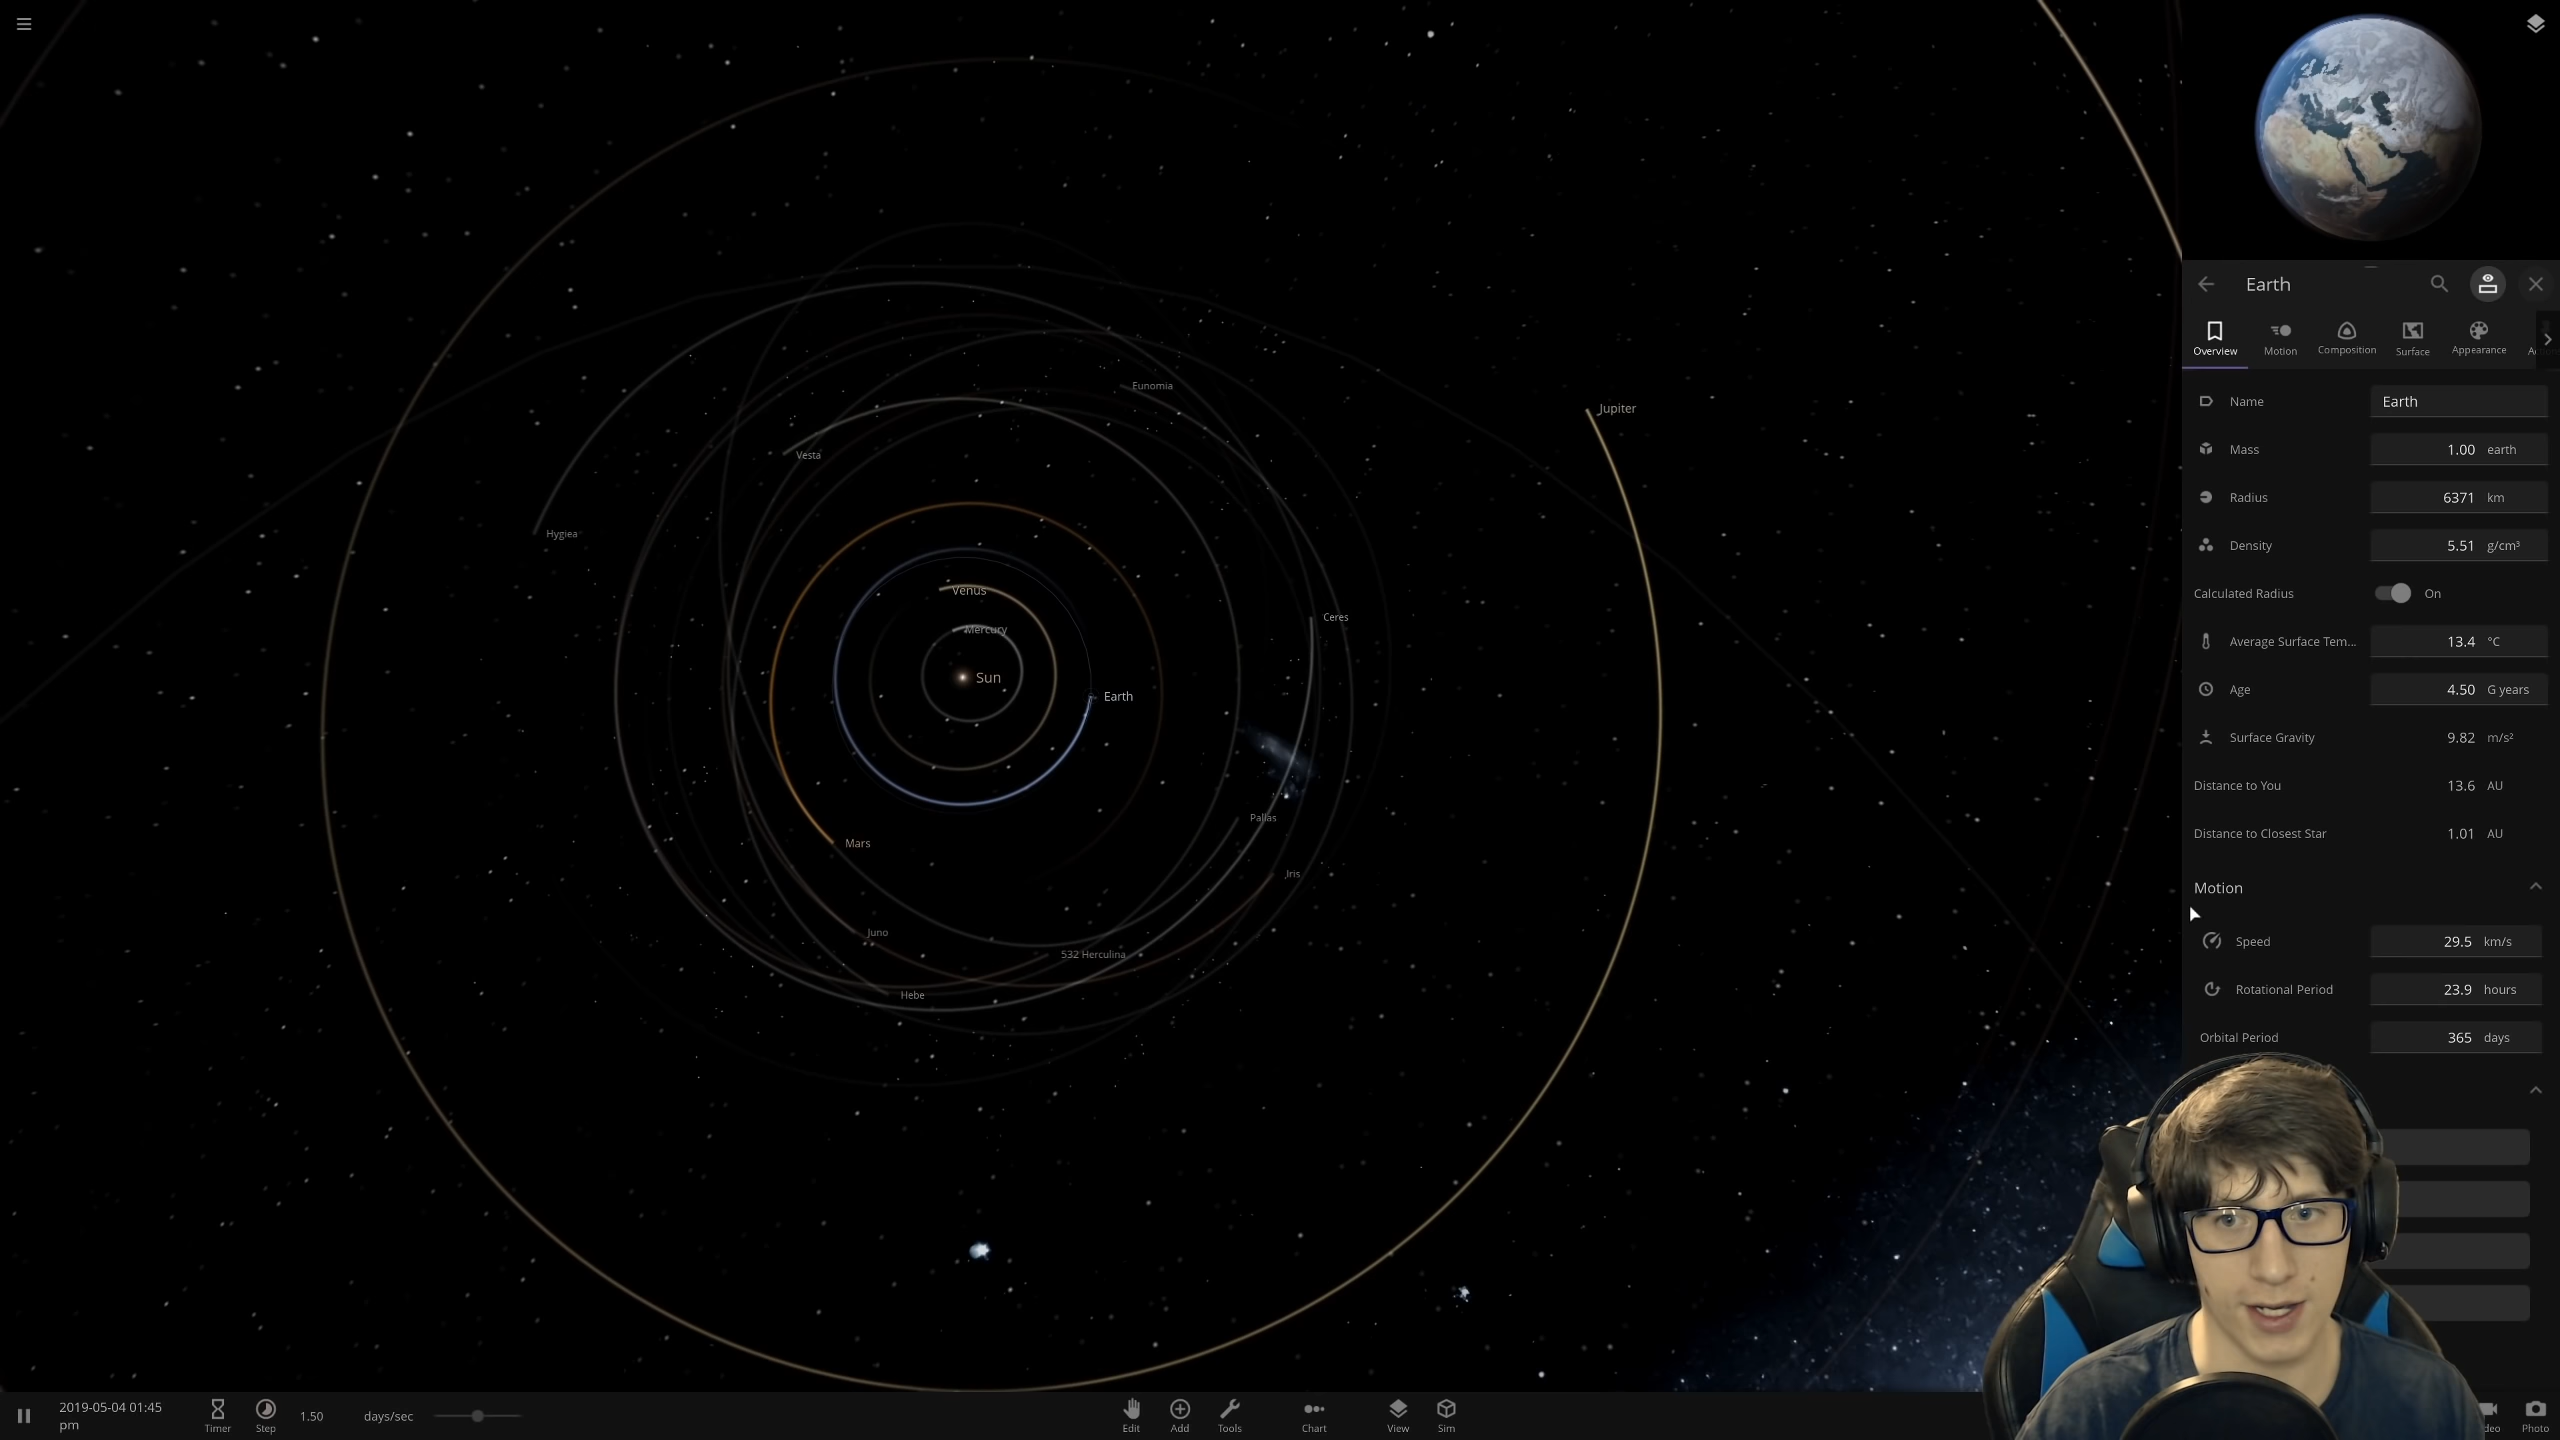 Earth
Overview
Motion
Composition
Surface
Appearance
Name
Earth
Mass
1.00 earth
Radius
6371 km
Density
5.51 g/cm³
Calculated Radius
On
Average Surface Tem...
13.4 °C
Age
4.50 G years
Surface Gravity
9.82 m/s²
Distance to You
13.6 AU
Distance to Closest Star
1.01 AU
Motion
Speed
29.5 km/s
Rotational Period
23.9 hours
Orbital Period
365 days
Eunomia
Jupiter
Vesta
Hygiea
Venus
Ceres
Mercury
Sun
Earth
Pallas
Mars
Iris
Juno
532 Herculina
Hebe
2019-05-04 01:45
pm
Timer
Step
1.50
days/sec
Edit
Add
Tools
Chart
View
Sim
Photo